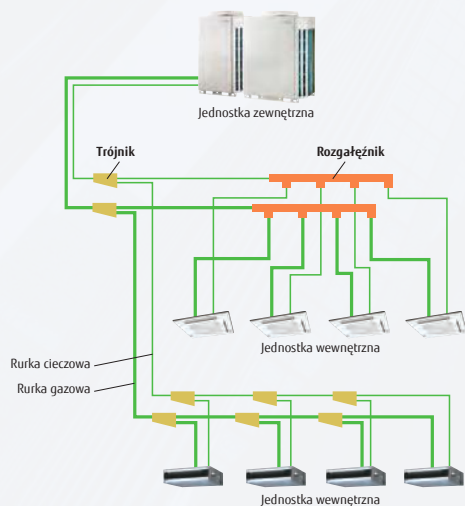 Jednostka zewnętrzna
Trójnik
Rozgałęźnik
Jednostka wewnętrzna
Rurka cieczowa
Rurka gazowa
Jednostka wewnętrzna